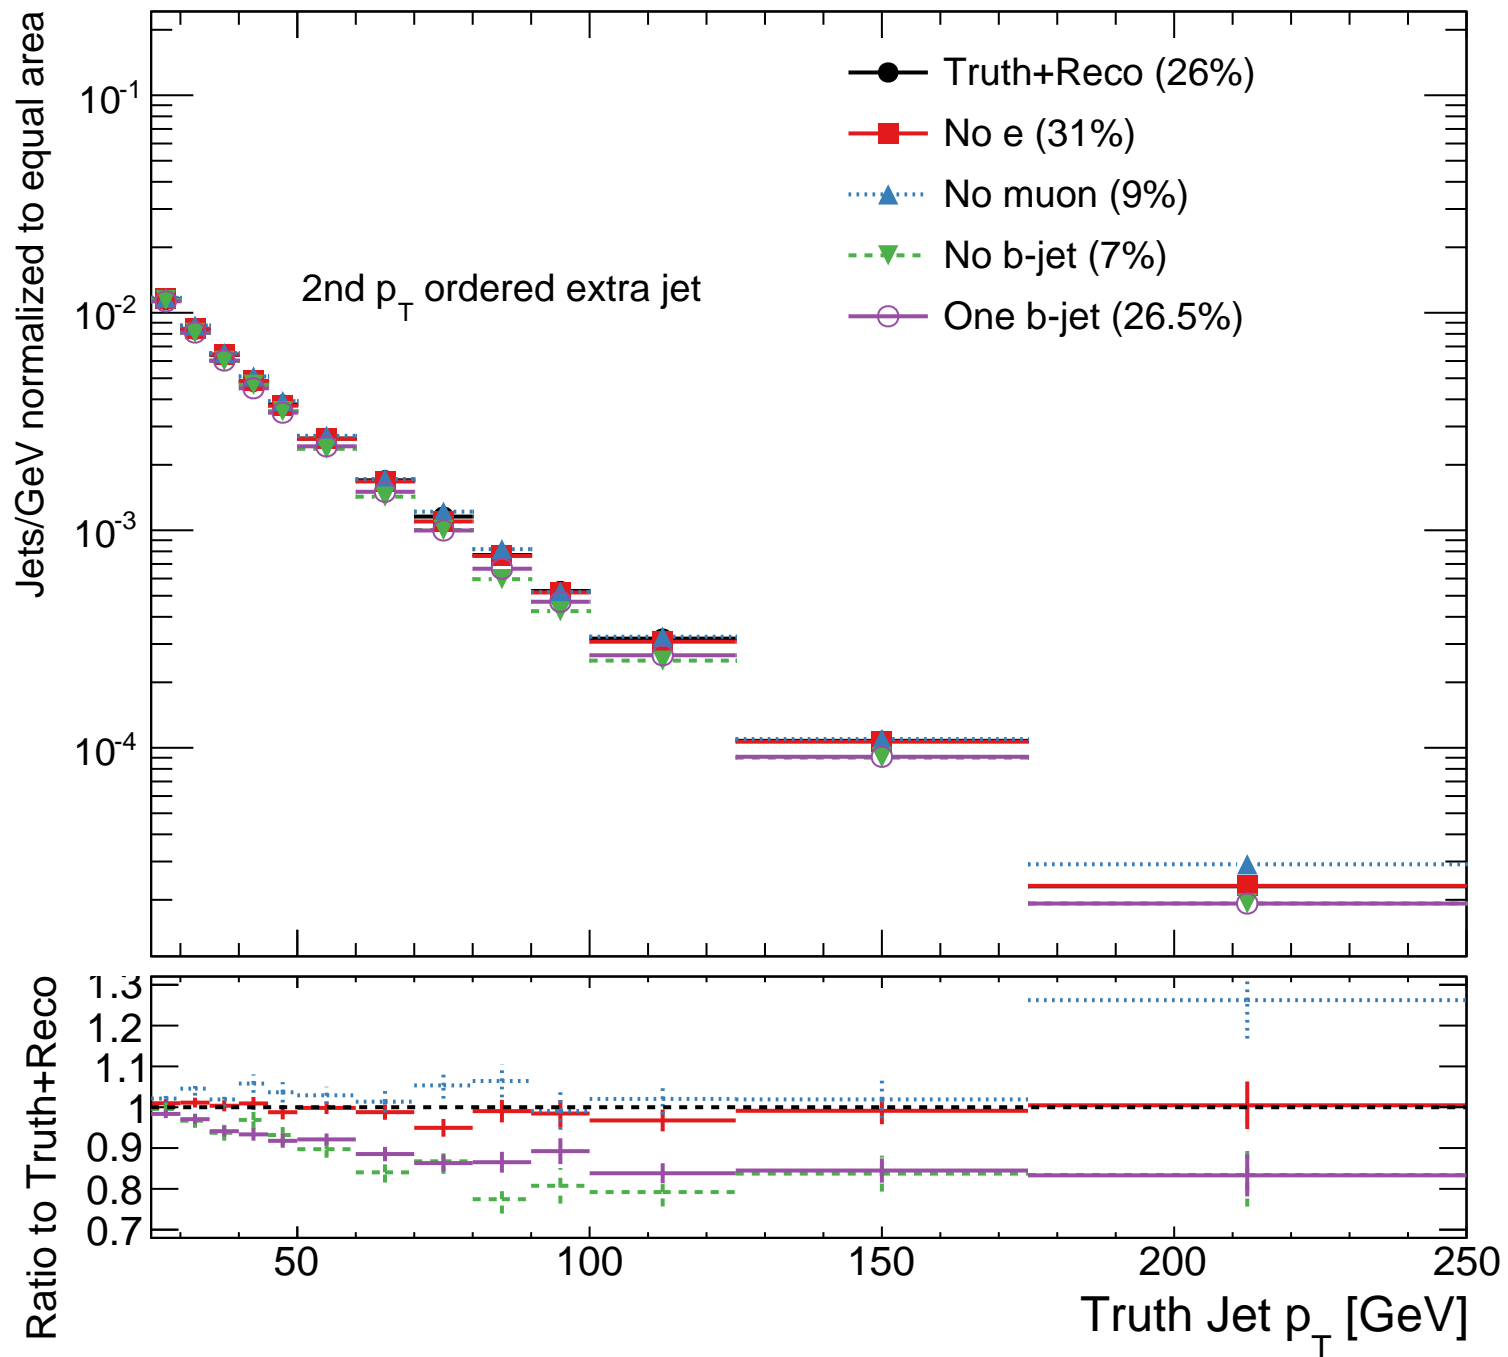 Jets/GeV normalized to equal area
10-1
10-2
10-3
10-4
Truth+Reco (26%)
No e (31%)
No muon (9%)
No b-jet (7%)
One b-jet (26.5%)
2nd pT ordered extra jet
Ratio to Truth+Reco
1.3
1.2
1.1
1
0.9
0.8
0.7
50 100 150 200 250
Truth Jet pT [GeV]